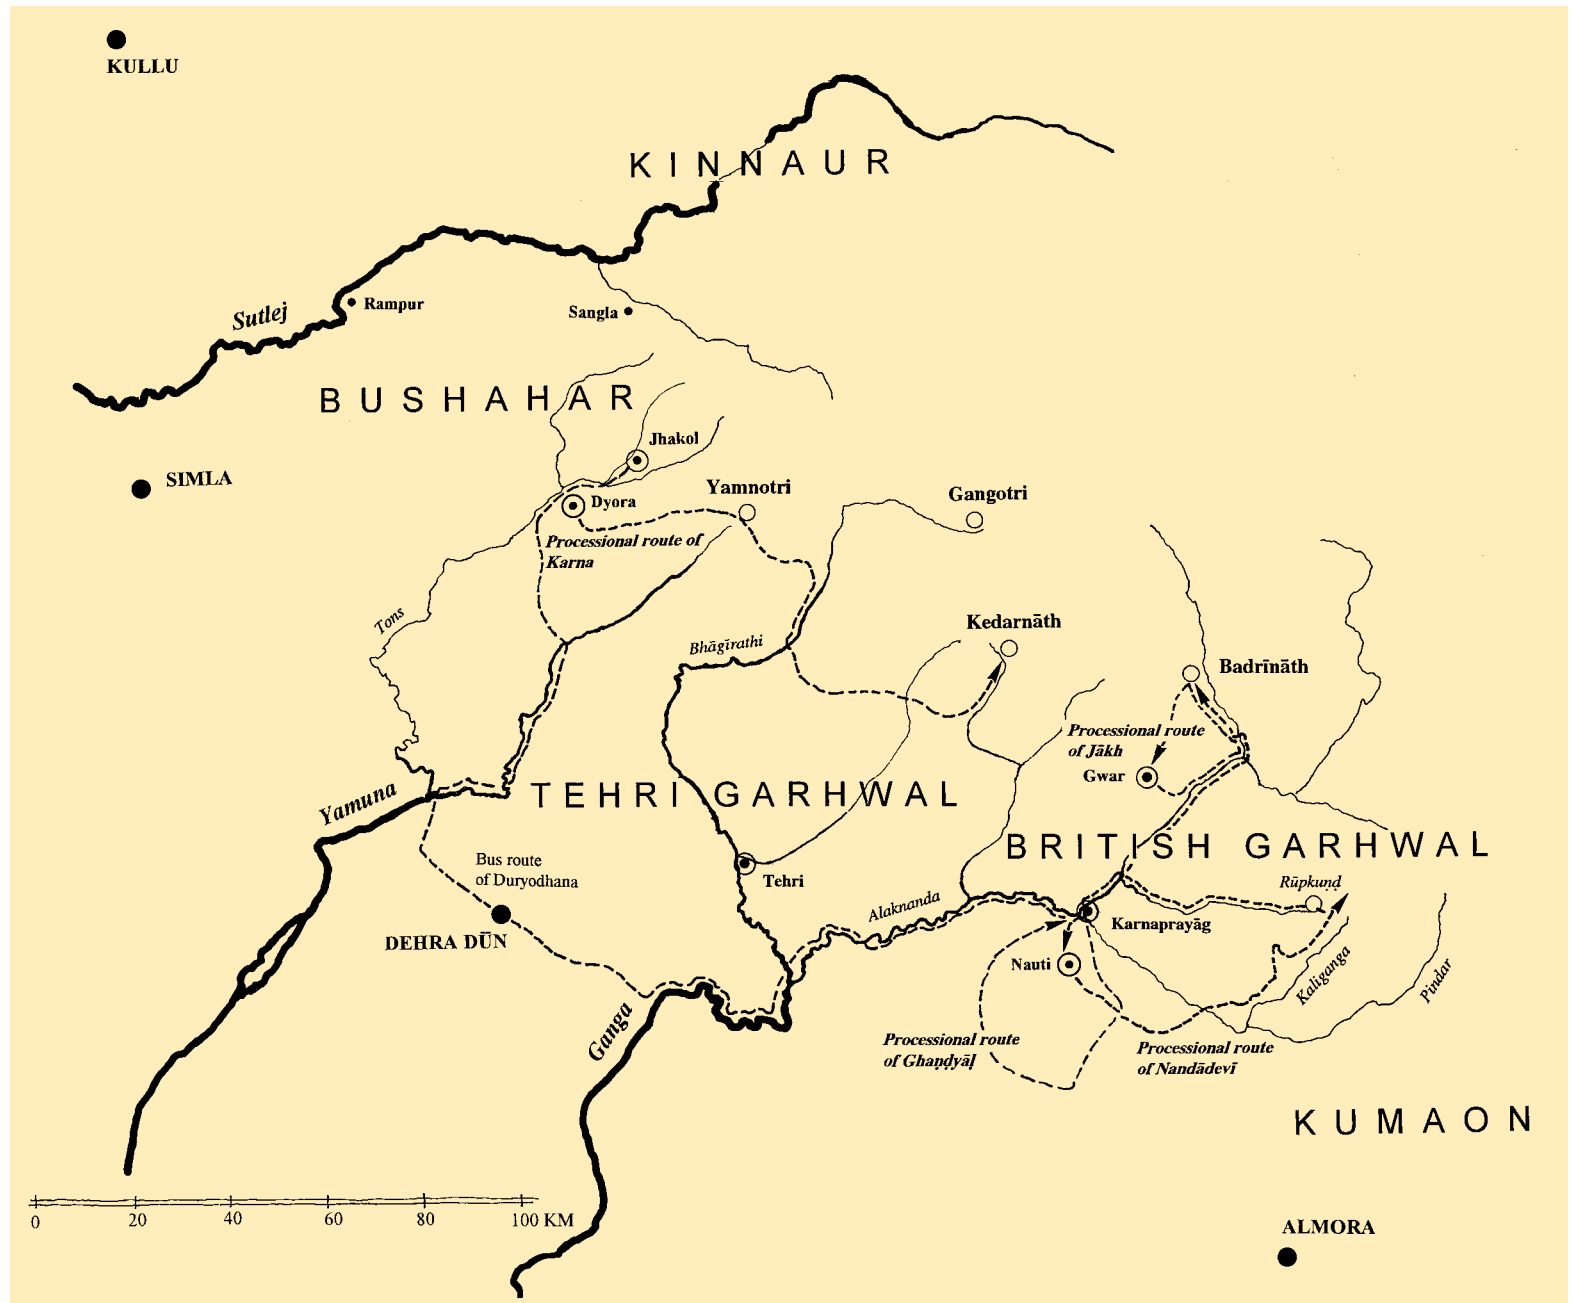 KULLU
KINNAUR
Sutlej
Rampur
Sangla
BUSHAHAR
Jhakol
SIMLA
Yamnotri
Gangotri
Dyora
Processional route of
Karna
Tons
Kedarnāth
Bhāgīrathi
Badrīnāth
Processional route
of Jākh
Gwar
Yamuna
TEHRI GARHWAL
BRITISH GARHWAL
Bus route
of Duryodhana
Tehri
Rūpkuṇḍ
Alaknanda
Karnaprayāg
DEHRA DŪN
Nauti
Kaliganga
Pindar
Ganga
Processional route
of Ghaṇḍyāḷ
Processional route
of Nandādevī
KUMAON
0 20 40 60 80 100 KM
ALMORA